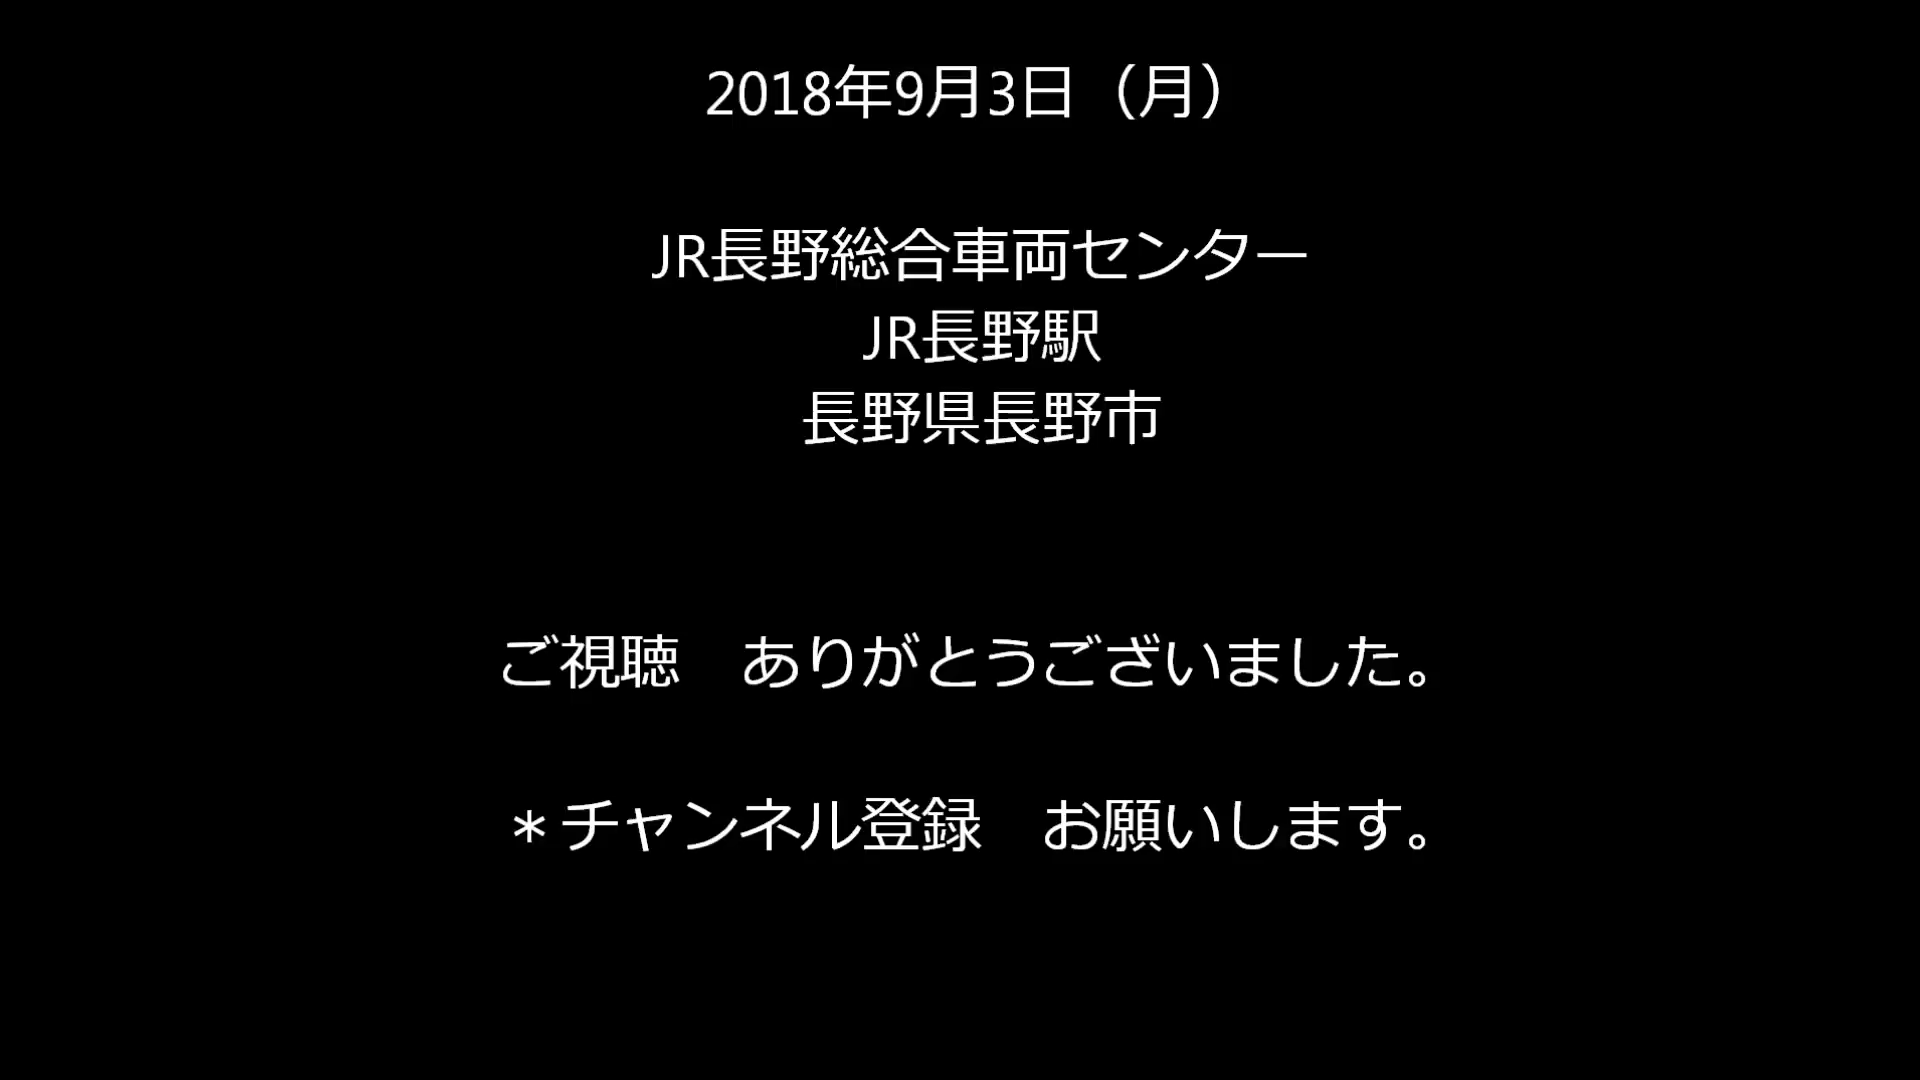 2018年9月3日（月）
JR長野総合車両センター
JR長野駅
長野県長野市
ご視聴　ありがとうございました。
＊チャンネル登録　お願いします。